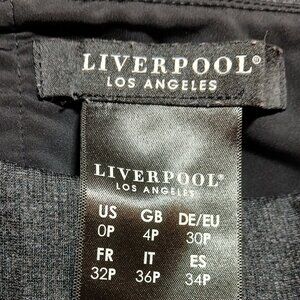 LIVERPOOL®
LOS ANGELES
LIVERPOOL®
LOS ANGELES
US GB DE/EU
0P 4P 30P
FR IT ES
32P 36P 34P